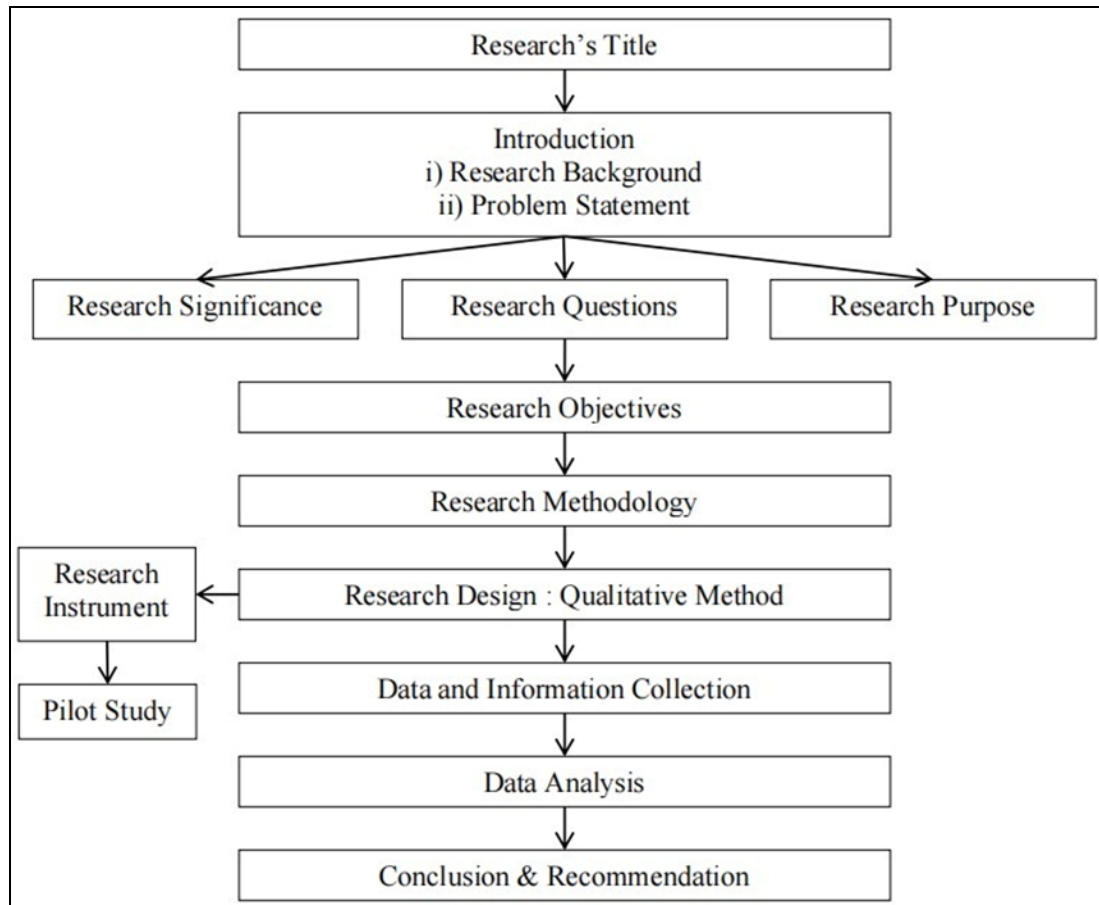 Research’s Title
Introduction
i) Research Background
ii) Problem Statement
Research Significance
Research Questions
Research Purpose
Research Objectives
Research Methodology
Research
Instrument
Research Design : Qualitative Method
Pilot Study
Data and Information Collection
Data Analysis
Conclusion & Recommendation